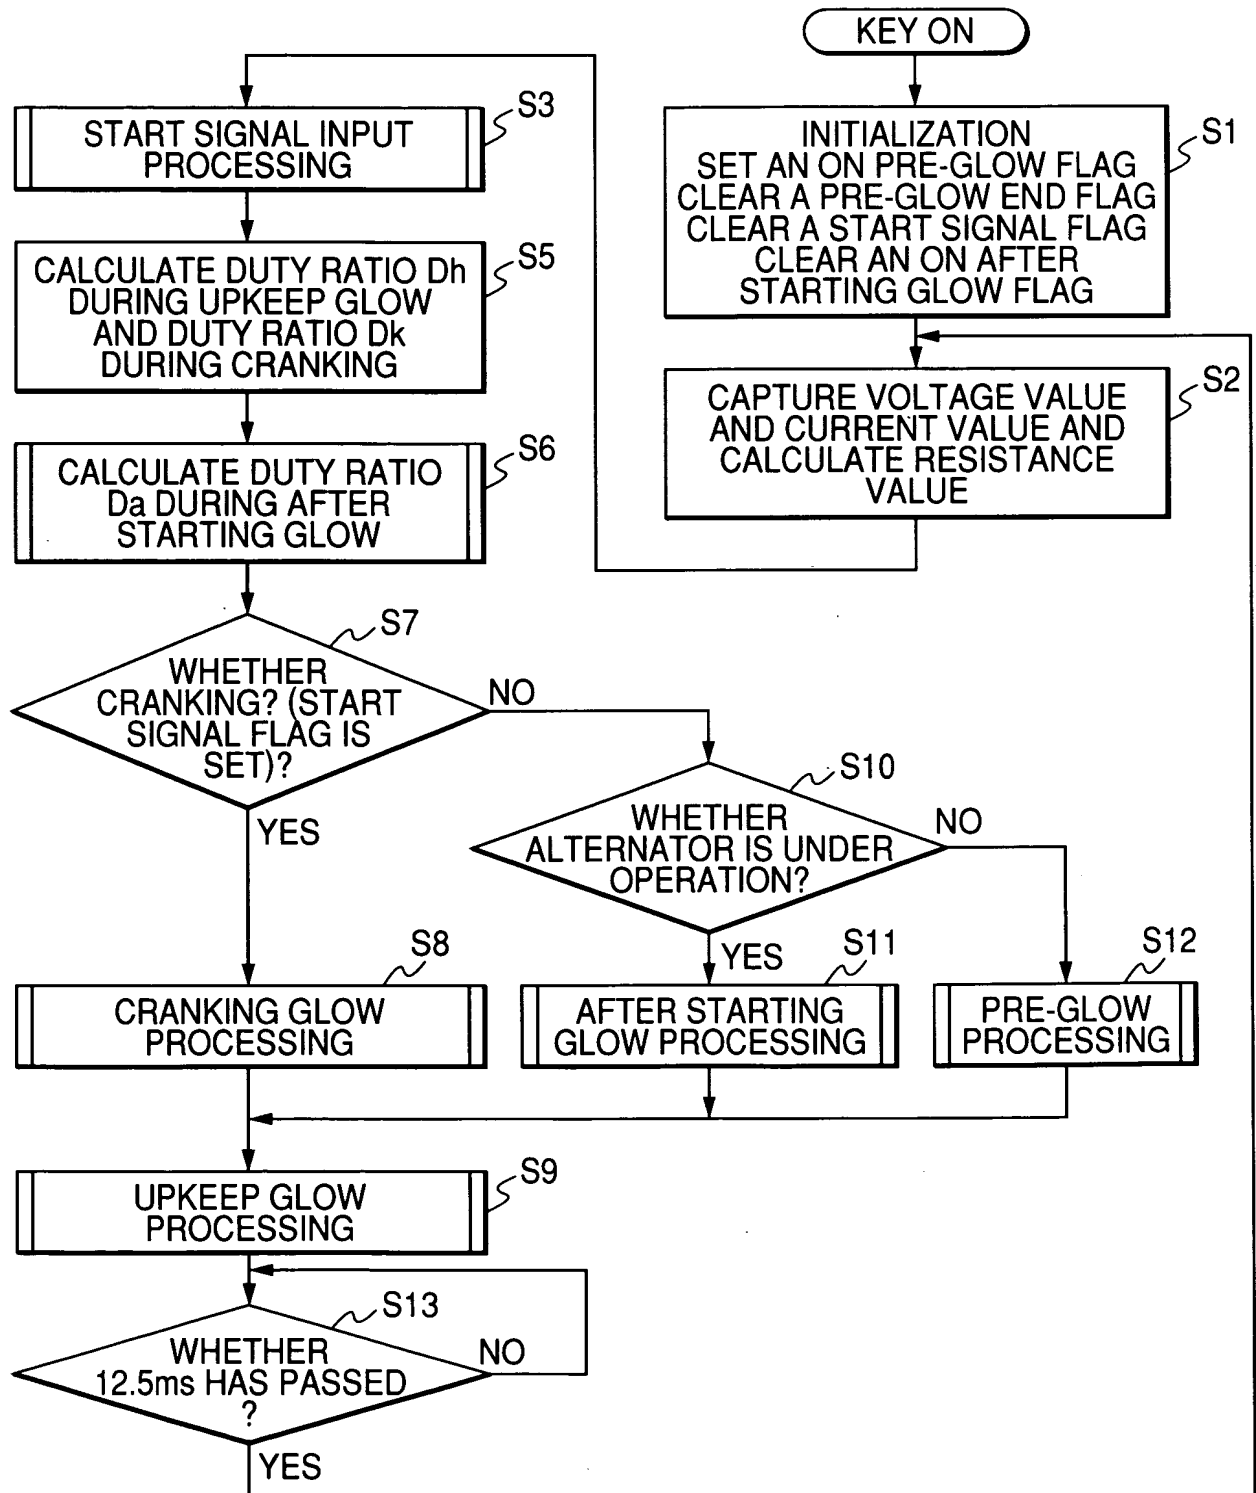 KEY ON
INITIALIZATION
SET AN ON PRE-GLOW FLAG
CLEAR A PRE-GLOW END FLAG
CLEAR A START SIGNAL FLAG
CLEAR AN ON AFTER
STARTING GLOW FLAG
S1
CAPTURE VOLTAGE VALUE
AND CURRENT VALUE AND
CALCULATE RESISTANCE
VALUE
S2
START SIGNAL INPUT
PROCESSING
S3
CALCULATE DUTY RATIO Dh
DURING UPKEEP GLOW
AND DUTY RATIO Dk
DURING CRANKING
S5
CALCULATE DUTY RATIO
Da DURING AFTER
STARTING GLOW
S6
WHETHER
CRANKING? (START
SIGNAL FLAG IS
SET)?
S7
NO
YES
WHETHER
ALTERNATOR IS UNDER
OPERATION?
S10
NO
YES
CRANKING GLOW
PROCESSING
S8
AFTER STARTING
GLOW PROCESSING
S11
PRE-GLOW
PROCESSING
S12
UPKEEP GLOW
PROCESSING
S9
WHETHER
12.5ms HAS PASSED
?
S13
NO
YES